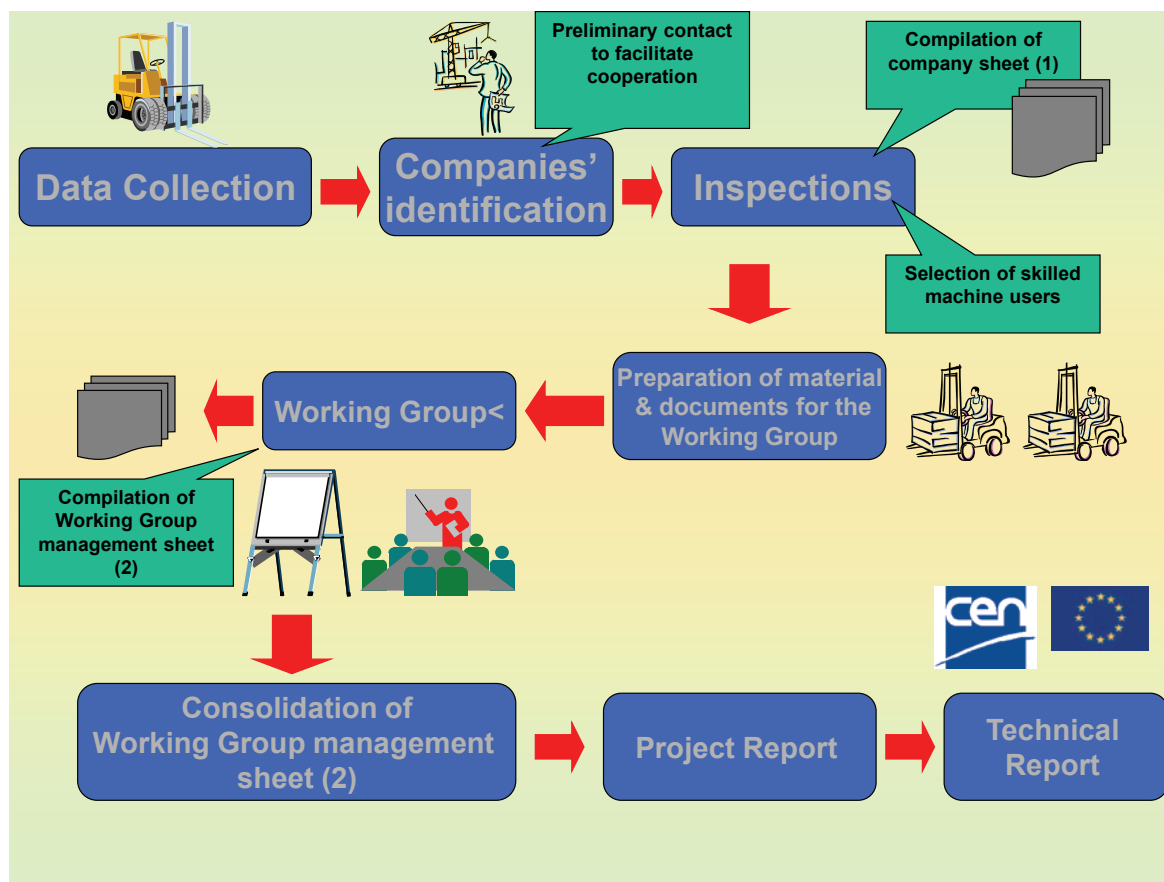 Preliminary contact
to facilitate
cooperation
Compilation of
company sheet (1)
Data Collection
Companies’
identification
Inspections
Selection of skilled
machine users
Preparation of material
& documents for the
Working Group
Working Group<
Compilation of
Working Group
management sheet
(2)
cen
Consolidation of
Working Group management
sheet (2)
Project Report
Technical
Report